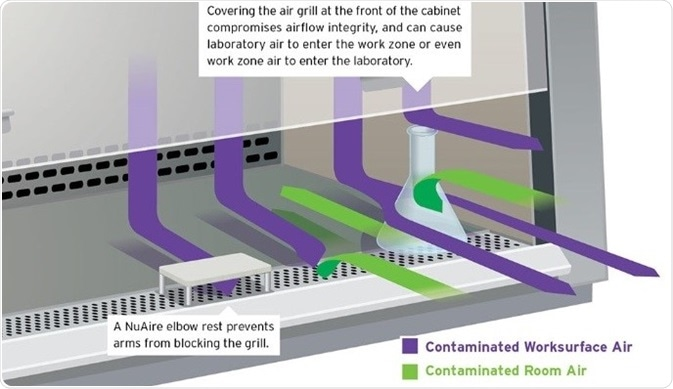 Covering the air grill at the front of the cabinet
compromises airflow integrity, and can cause
laboratory air to enter the work zone or even
work zone air to enter the laboratory.
A NuAire elbow rest prevents
arms from blocking the grill.
Contaminated Worksurface Air
Contaminated Room Air